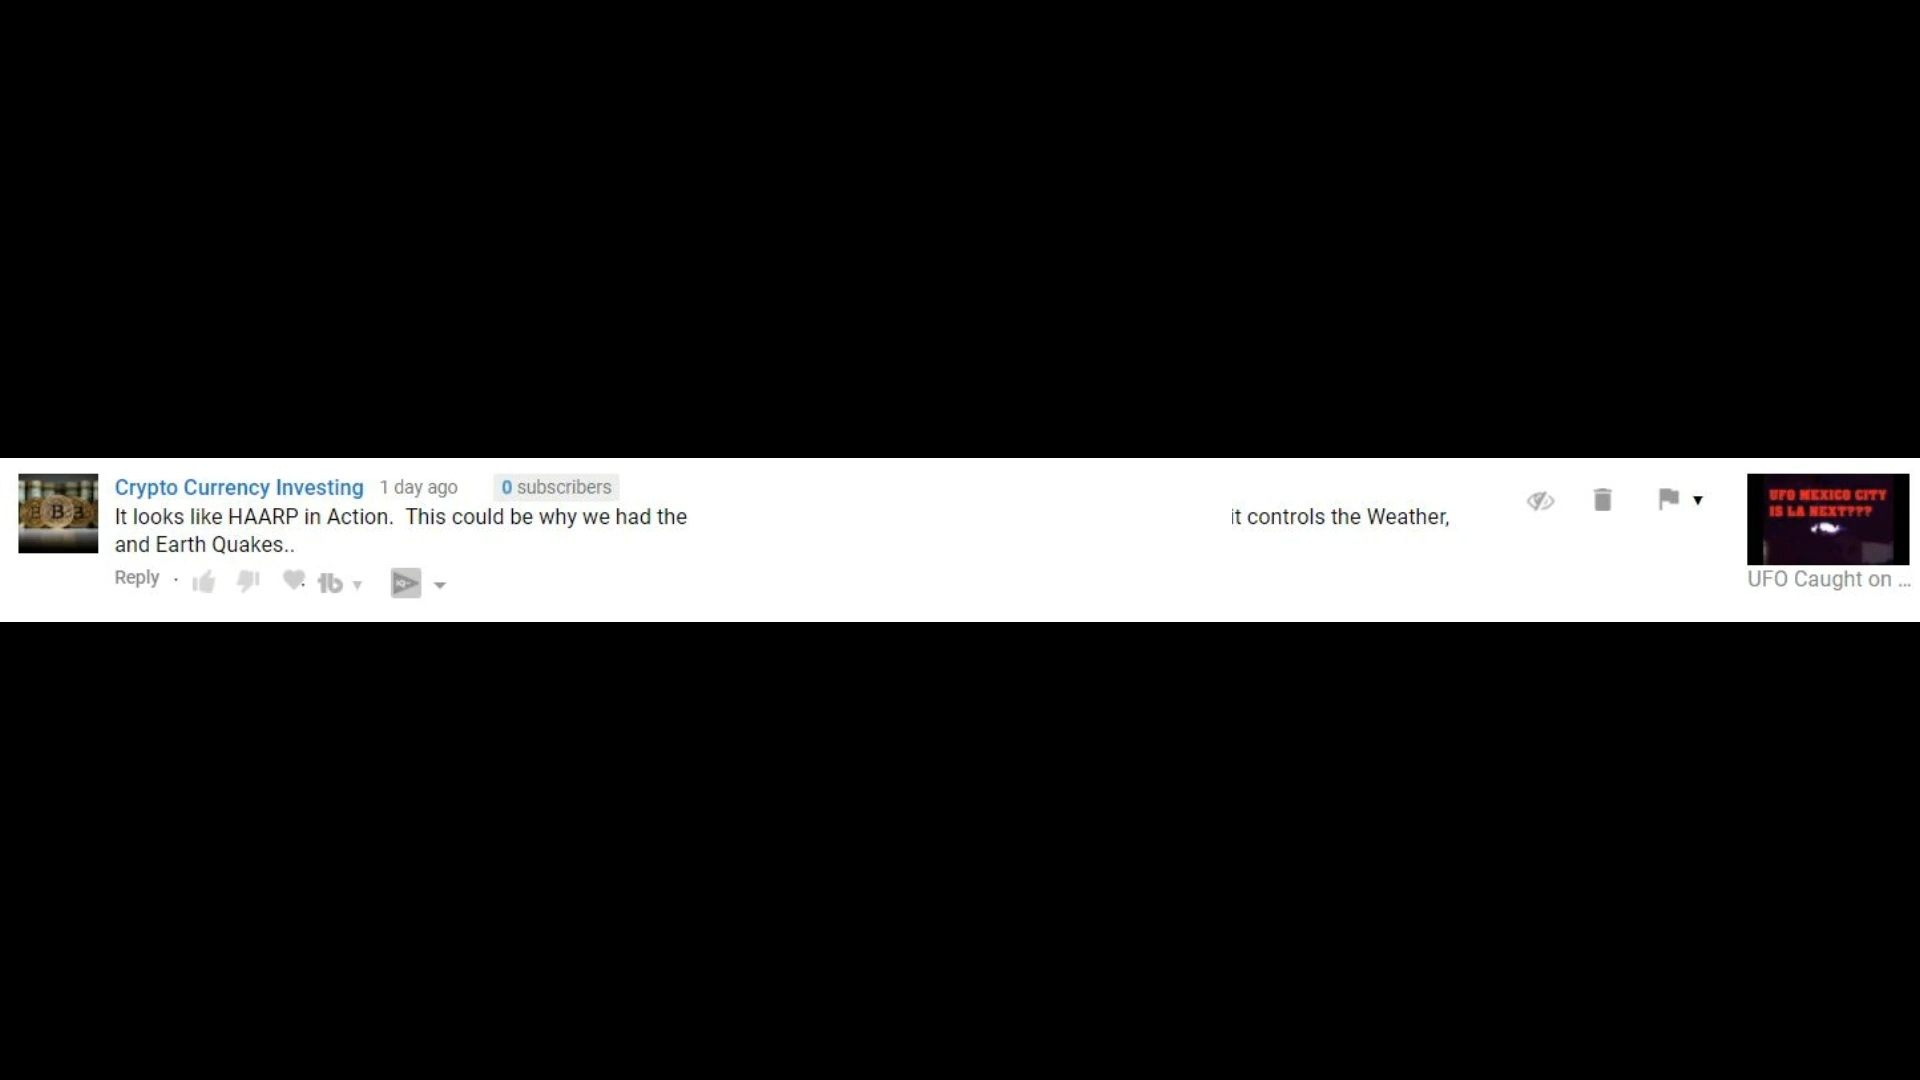 Crypto Currency Investing 1 day ago 0 subscribers
It looks like HAARP in Action. This could be why we had the it controls the Weather,
and Earth Quakes..
Reply ·
UFO MEXICO CITY
IS LA NEXT???
UFO Caught on ...